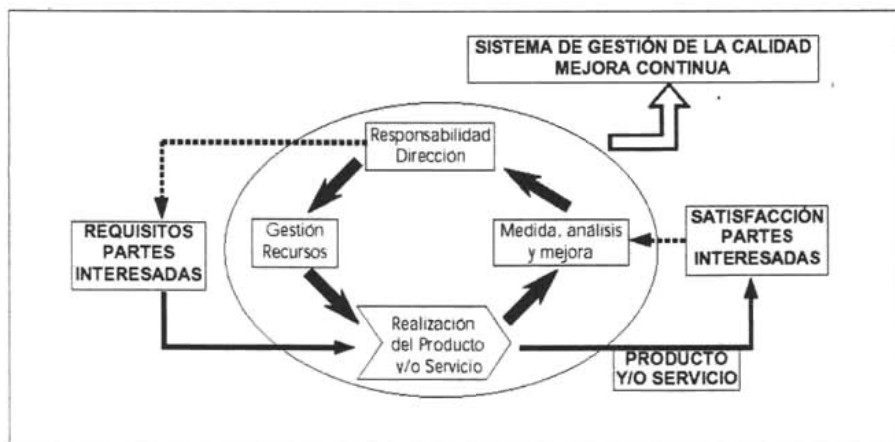 SISTEMA DE GESTIÓN DE LA CALIDAD
MEJORA CONTINUA
Responsabilidad
Dirección
REQUISITOS
PARTES
INTERESADAS
Gestión
Recursos
Medida, análisis
y mejora
SATISFACCIÓN
PARTES
INTERESADAS
Realización
del Producto
y/o Servicio
PRODUCTO
Y/O SERVICIO